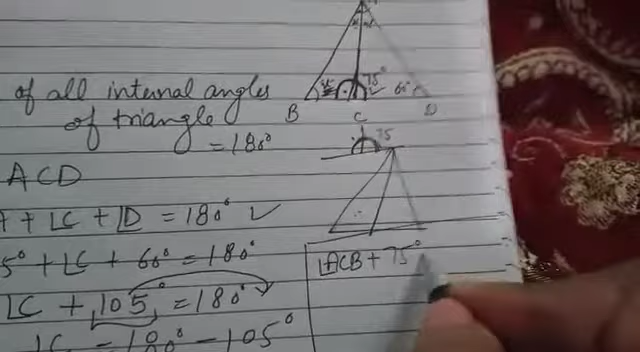 of all internal angles
of triangle
= 180°
ACD
+ ∠C + ∠D = 180° ✓
5° + ∠C + 60° = 180°
∠C + 105° = 180°
∠C = 180° - 105°
75°
60°
B
C
D
75
∠ACB + 75°